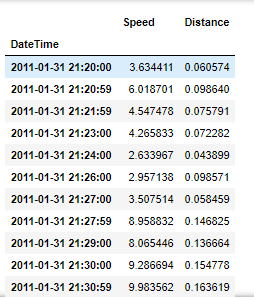 Speed Distance
DateTime
2011-01-31 21:20:00 3.634411 0.060574
2011-01-31 21:20:59 6.018701 0.098640
2011-01-31 21:21:59 4.547478 0.075791
2011-01-31 21:23:00 4.265833 0.072282
2011-01-31 21:24:00 2.633967 0.043899
2011-01-31 21:26:00 2.957138 0.098571
2011-01-31 21:27:00 3.507514 0.058459
2011-01-31 21:27:59 8.958832 0.146825
2011-01-31 21:29:00 8.065446 0.136664
2011-01-31 21:30:00 9.286694 0.154778
2011-01-31 21:30:59 9.983562 0.163619